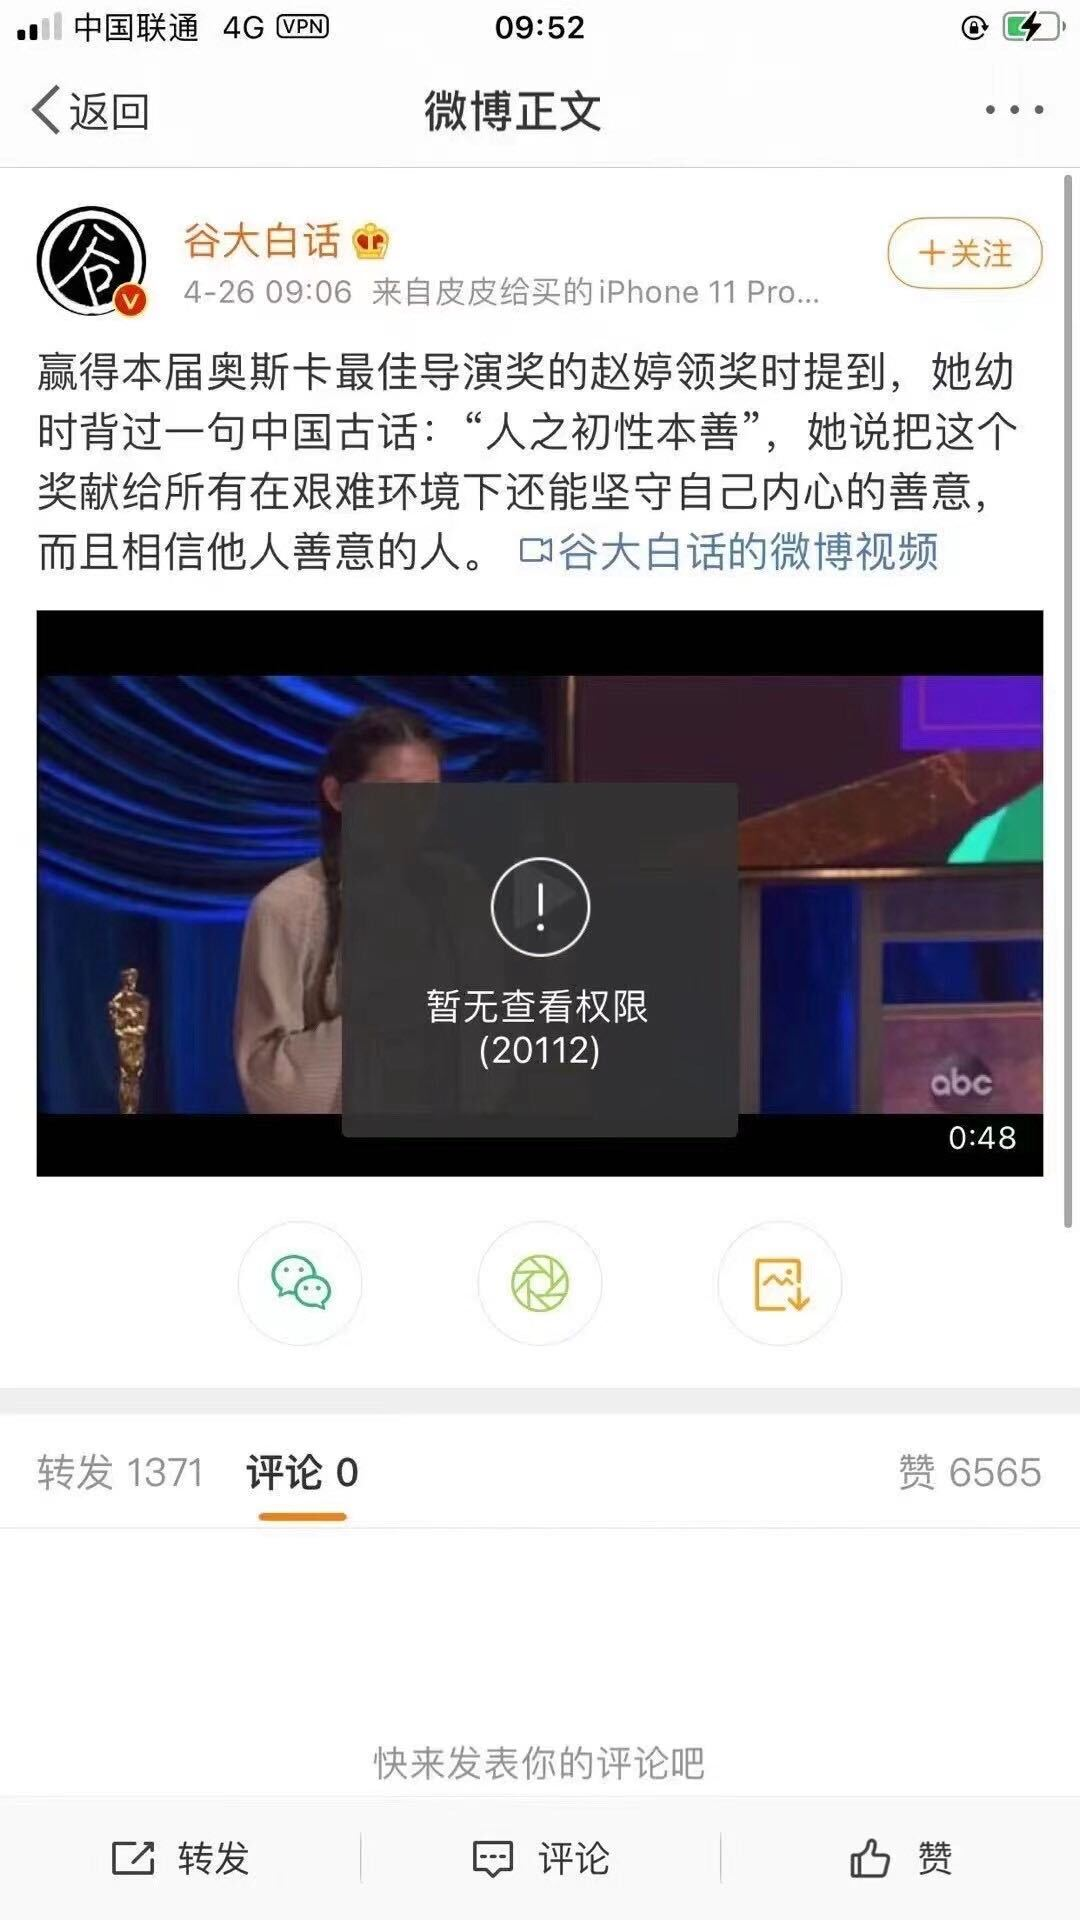 中国联通 4G VPN
09:52
返回
微博正文
谷
谷大白话
+关注
4-26 09:06 来自皮皮给买的iPhone 11 Pro...
赢得本届奥斯卡最佳导演奖的赵婷领奖时提到，她幼
时背过一句中国古话：“人之初性本善”，她说把这个
奖献给所有在艰难环境下还能坚守自己内心的善意，
而且相信他人善意的人。 谷大白话的微博视频
暂无查看权限
(20112)
abc
0:48
转发 1371 评论 0 赞 6565
快来发表你的评论吧
转发 评论 赞